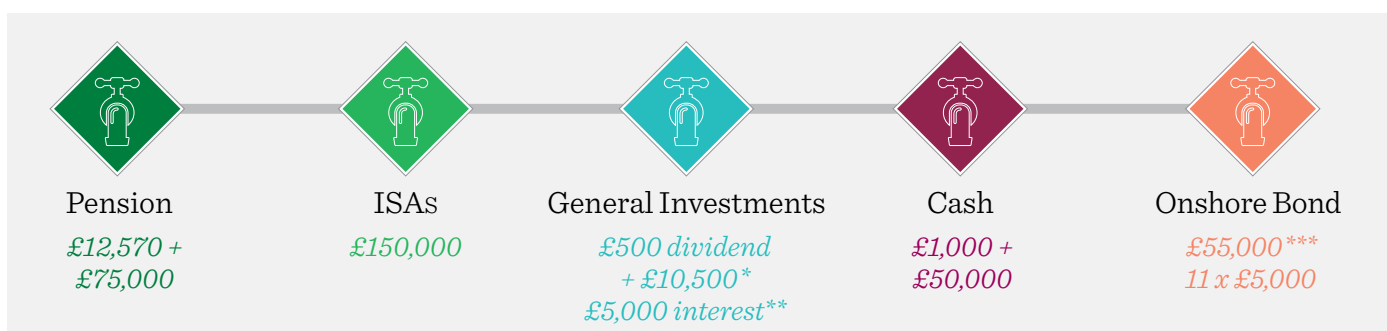 Pension
£12,570 +
£75,000
ISAs
£150,000
General Investments
£500 dividend
+ £10,500*
£5,000 interest**
Cash
£1,000 +
£50,000
Onshore Bond
£55,000***
11 x £5,000